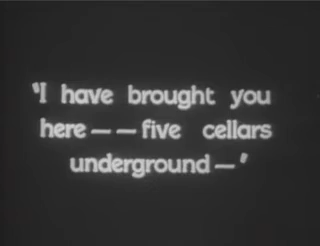 "I have brought you
here — — five cellars
underground — "